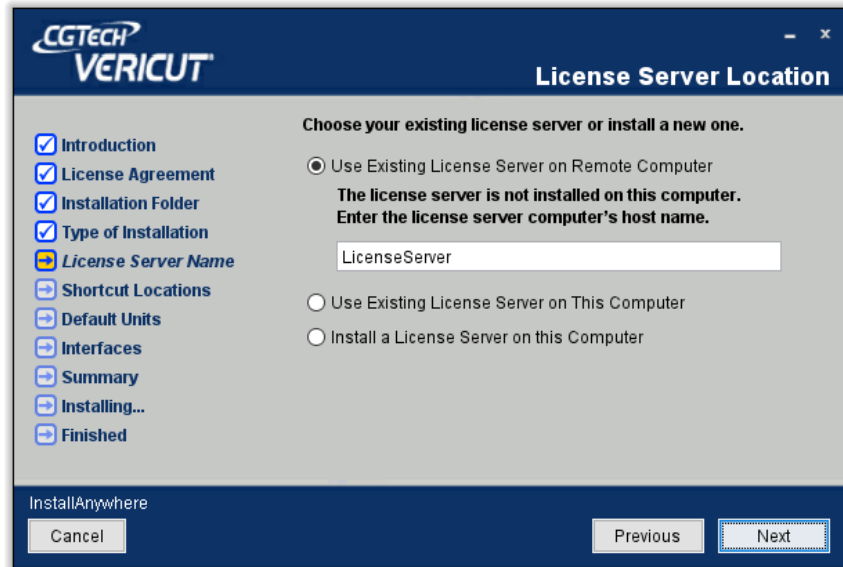 CGTECH
VERICUT
License Server Location
Introduction
License Agreement
Installation Folder
Type of Installation
License Server Name
Shortcut Locations
Default Units
Interfaces
Summary
Installing...
Finished
Choose your existing license server or install a new one.
Use Existing License Server on Remote Computer
The license server is not installed on this computer.
Enter the license server computer's host name.
LicenseServer
Use Existing License Server on This Computer
Install a License Server on this Computer
InstallAnywhere
Cancel
Previous
Next